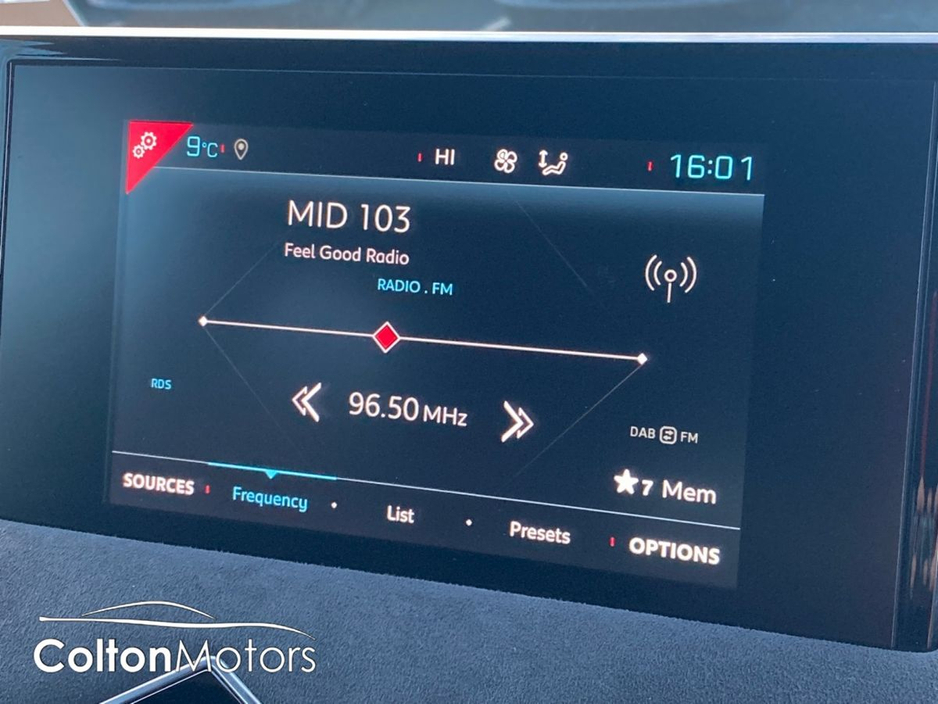 9°C
HI
16:01
MID 103
Feel Good Radio
RADIO . FM
RDS
96.50 MHz
DAB FM
7 Mem
SOURCES Frequency • List • Presets OPTIONS
ColtonMotors